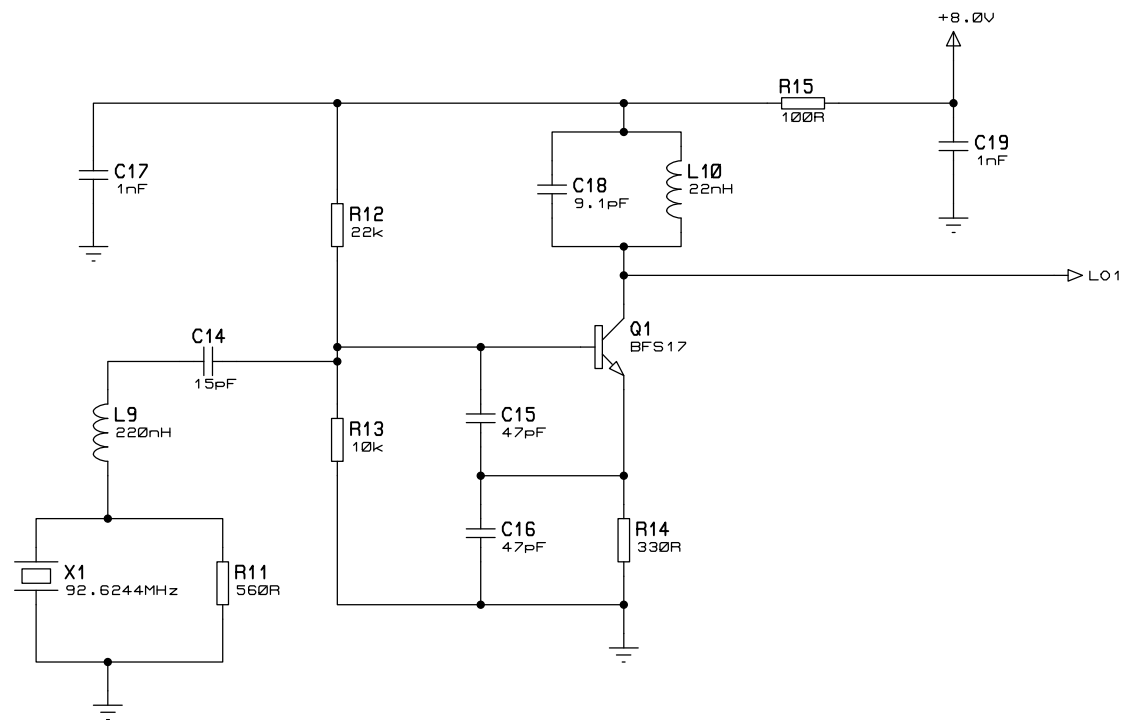 +8.0V
R15
100R
C17
1nF
C18
9.1pF
L10
22nH
C19
1nF
R12
22k
LO1
C14
15pF
Q1
BFS17
L9
220nH
R13
10k
C15
47pF
C16
47pF
R14
330R
X1
92.6244MHz
R11
560R